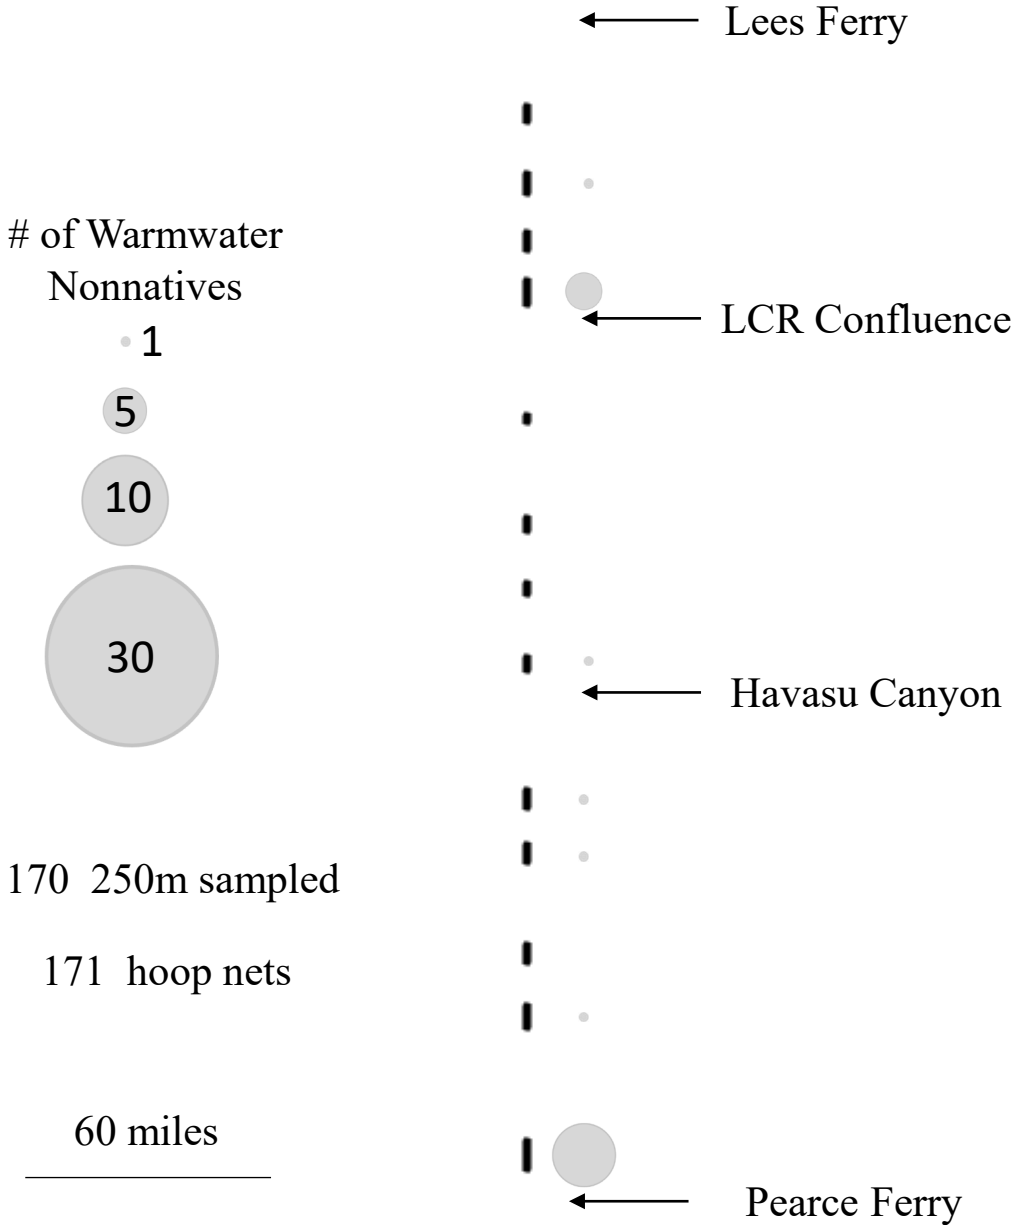 Lees Ferry
# of Warmwater
Nonnatives
1
5
10
30
LCR Confluence
Havasu Canyon
170 250m sampled
171 hoop nets
60 miles
Pearce Ferry